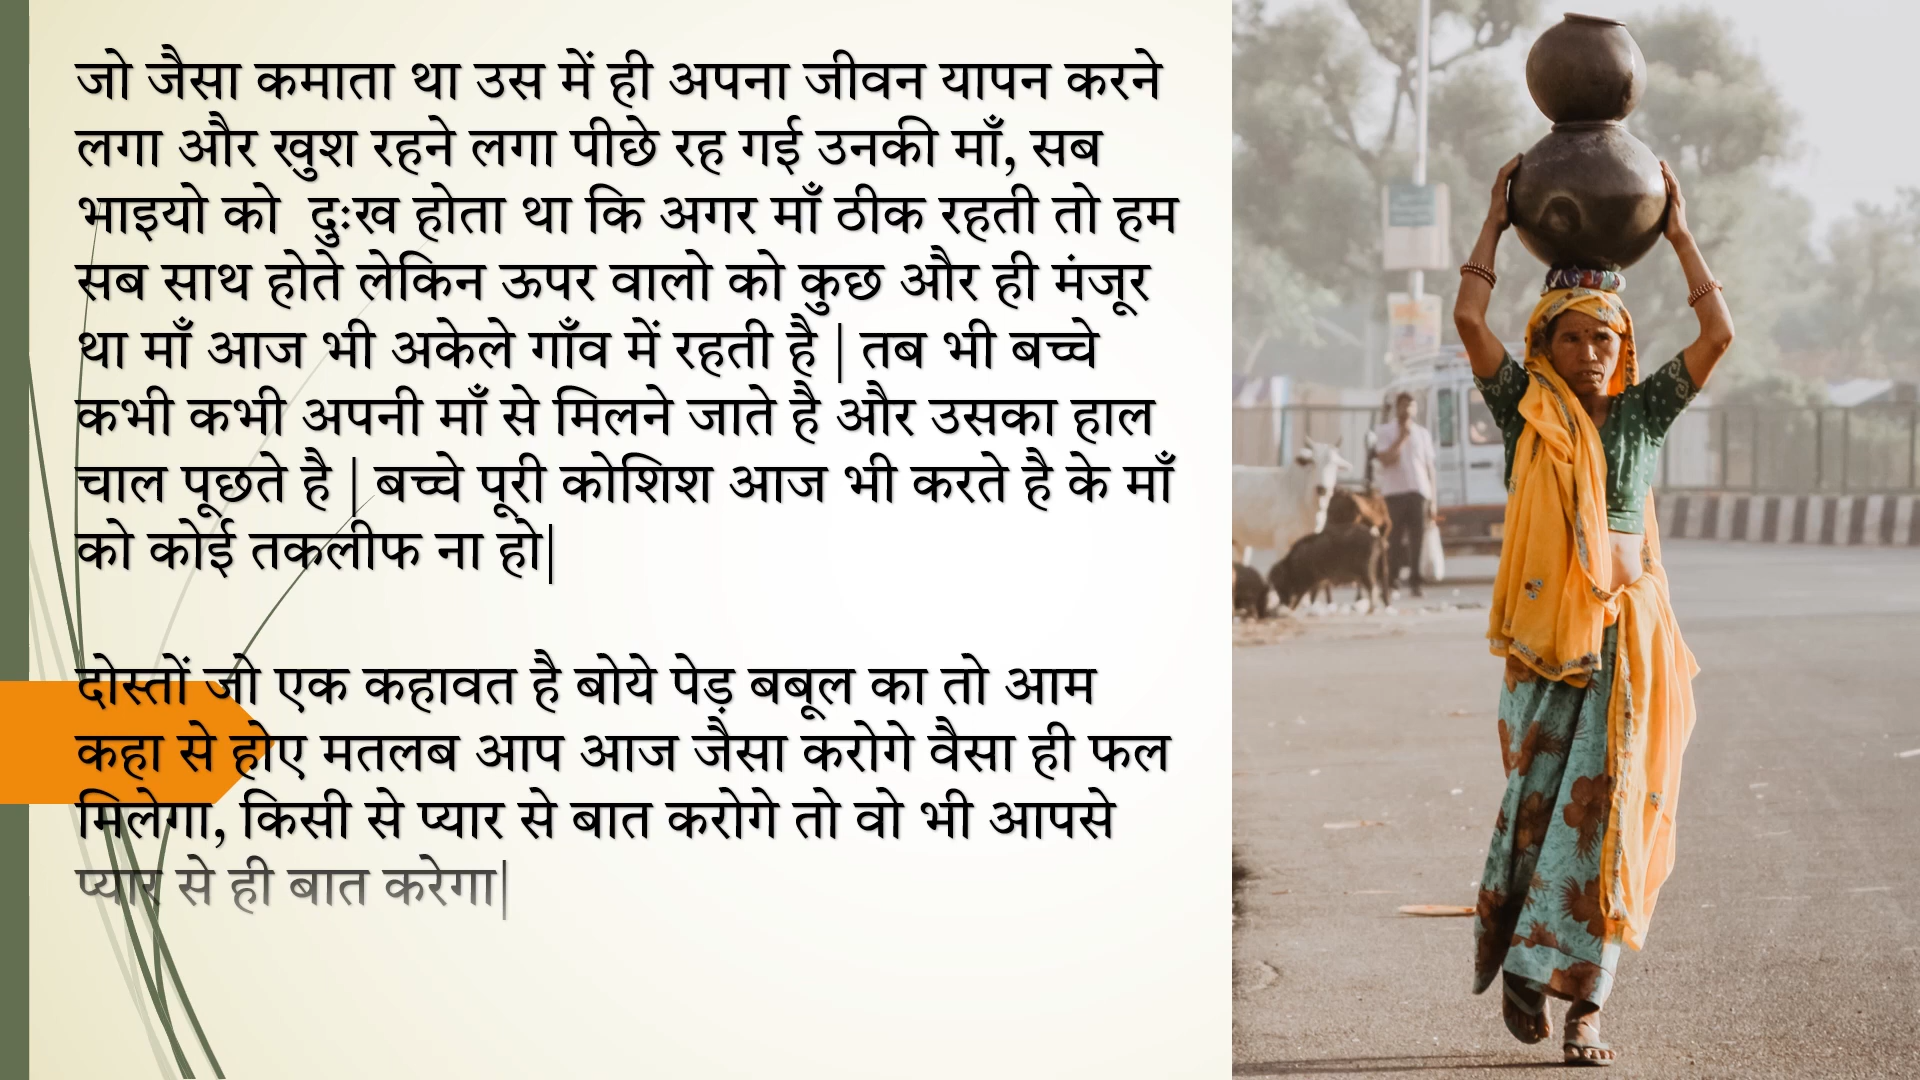 जो जैसा कमाता था उस में ही अपना जीवन यापन करने
लगा और खुश रहने लगा पीछे रह गई उनकी माँ, सब
भाइयो को  दुःख होता था कि अगर माँ ठीक रहती तो हम
सब साथ होते लेकिन ऊपर वालो को कुछ और ही मंजूर
था माँ आज भी अकेले गाँव में रहती है | तब भी बच्चे
कभी कभी अपनी माँ से मिलने जाते है और उसका हाल
चाल पूछते है | बच्चे पूरी कोशिश आज भी करते है के माँ
को कोई तकलीफ ना हो|
दोस्तों जो एक कहावत है बोये पेड़ बबूल का तो आम
कहा से होए मतलब आप आज जैसा करोगे वैसा ही फल
मिलेगा, किसी से प्यार से बात करोगे तो वो भी आपसे
प्यार से ही बात करेगा|